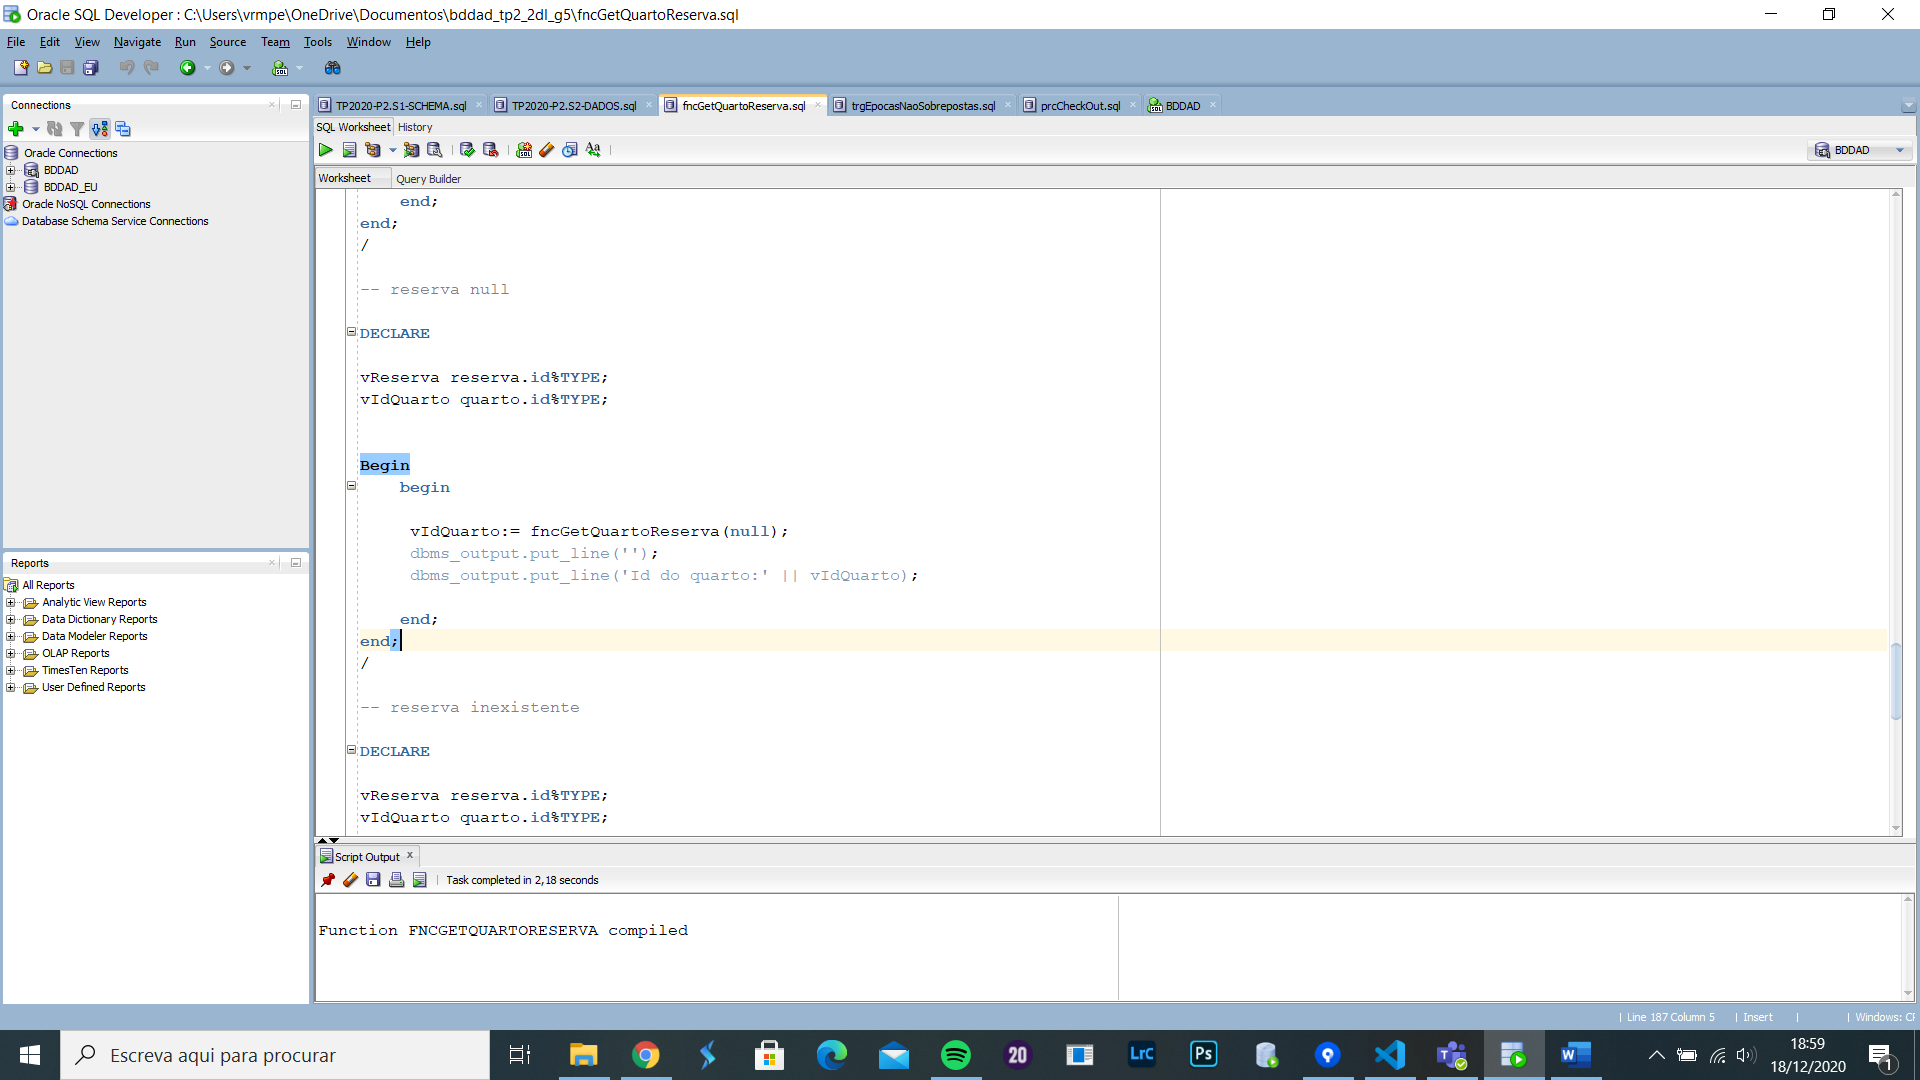 Oracle SQL Developer : C:\Users\vrmpe\OneDrive\Documentos\bddad_tp2_2dl_g5\fncGetQuartoReserva.sql
File Edit View Navigate Run Source Team Tools Window Help
Connections
Oracle Connections
BDDAD
BDDAD_EU
Oracle NoSQL Connections
Database Schema Service Connections
Reports
All Reports
Analytic View Reports
Data Dictionary Reports
Data Modeler Reports
OLAP Reports
TimesTen Reports
User Defined Reports
TP2020-P2.S1-SCHEMA.sql TP2020-P2.S2-DADOS.sql fncGetQuartoReserva.sql trgEpocasNaoSobrepostas.sql prcCheckOut.sql BDDAD
SQL Worksheet History
BDDAD
Worksheet Query Builder
end;
end;
/
-- reserva null
DECLARE
vReserva reserva.id%TYPE;
vIdQuarto quarto.id%TYPE;
Begin
begin
vIdQuarto:= fncGetQuartoReserva(null);
dbms_output.put_line('');
dbms_output.put_line('Id do quarto:' || vIdQuarto);
end;
end;
/
-- reserva inexistente
DECLARE
vReserva reserva.id%TYPE;
vIdQuarto quarto.id%TYPE;
Script Output
Task completed in 2,18 seconds
Function FNCGETQUARTORESERVA compiled
Line 187 Column 5 Insert Windows: CF
Escreva aqui para procurar
20
LrC
Ps
18:59
18/12/2020
1